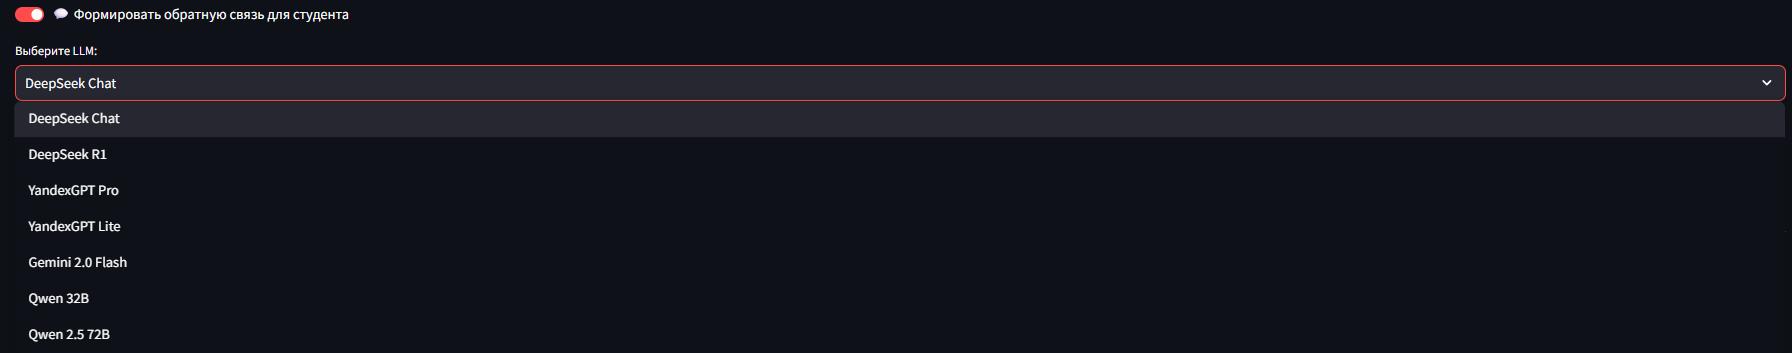 Формировать обратную связь для студента
Выберите LLM:
DeepSeek Chat
DeepSeek Chat
DeepSeek R1
YandexGPT Pro
YandexGPT Lite
Gemini 2.0 Flash
Qwen 32B
Qwen 2.5 72B